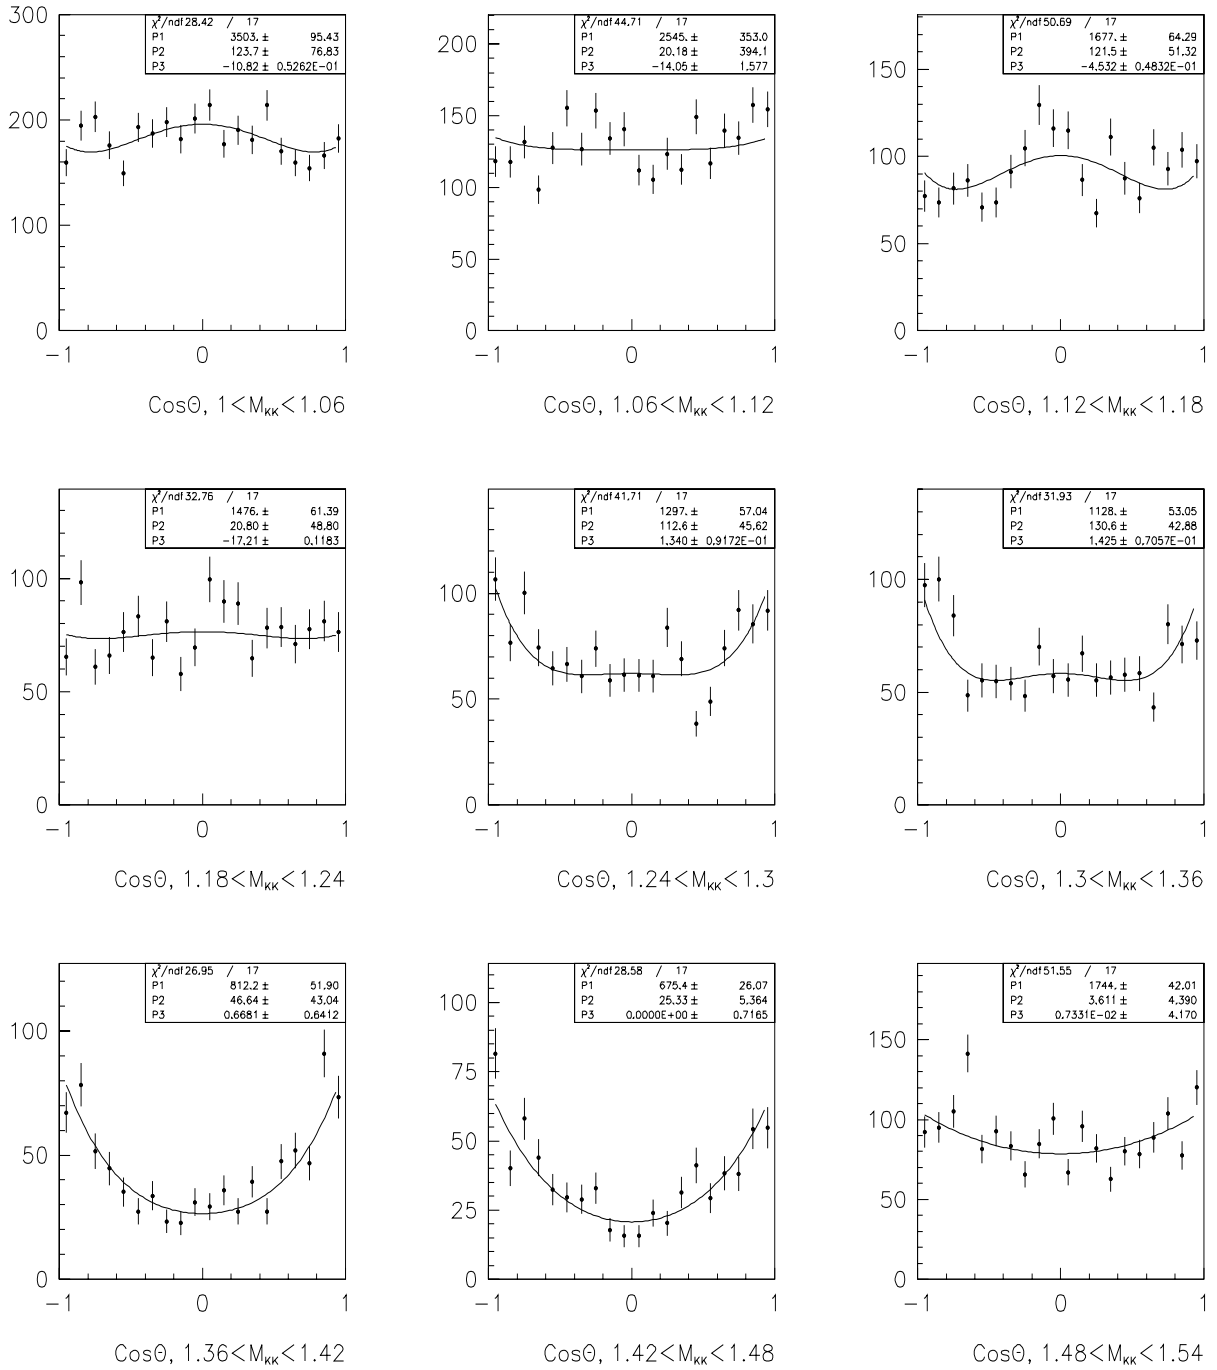 300
200
100
0
−1
0
1
χ²/ndf 28.42 / 17
P1 3503. ± 95.43
P2 123.7 ± 76.83
P3 −10.82 ± 0.5262E−01
CosΘ, 1<M_KK<1.06
200
150
100
50
0
−1
0
1
χ²/ndf 44.71 / 17
P1 2545. ± 353.0
P2 20.18 ± 394.1
P3 −14.05 ± 1.577
CosΘ, 1.06<M_KK<1.12
150
100
50
0
−1
0
1
χ²/ndf 50.69 / 17
P1 1677. ± 64.29
P2 121.5 ± 51.32
P3 −4.532 ± 0.4832E−01
CosΘ, 1.12<M_KK<1.18
100
50
0
−1
0
1
χ²/ndf 32.76 / 17
P1 1476. ± 61.39
P2 20.80 ± 48.80
P3 −17.21 ± 0.1183
CosΘ, 1.18<M_KK<1.24
100
50
0
−1
0
1
χ²/ndf 41.71 / 17
P1 1297. ± 57.04
P2 112.6 ± 45.62
P3 1.340 ± 0.9172E−01
CosΘ, 1.24<M_KK<1.3
100
50
0
−1
0
1
χ²/ndf 31.93 / 17
P1 1128. ± 53.05
P2 130.6 ± 42.88
P3 1.425 ± 0.7057E−01
CosΘ, 1.3<M_KK<1.36
100
50
0
−1
0
1
χ²/ndf 26.95 / 17
P1 812.2 ± 51.90
P2 46.64 ± 43.04
P3 0.6681 ± 0.6412
CosΘ, 1.36<M_KK<1.42
100
75
50
25
0
−1
0
1
χ²/ndf 28.58 / 17
P1 675.4 ± 26.07
P2 25.33 ± 5.364
P3 0.0000E+00 ± 0.7165
CosΘ, 1.42<M_KK<1.48
150
100
50
0
−1
0
1
χ²/ndf 51.55 / 17
P1 1744. ± 42.01
P2 3.611 ± 4.390
P3 0.7331E−02 ± 4.170
CosΘ, 1.48<M_KK<1.54